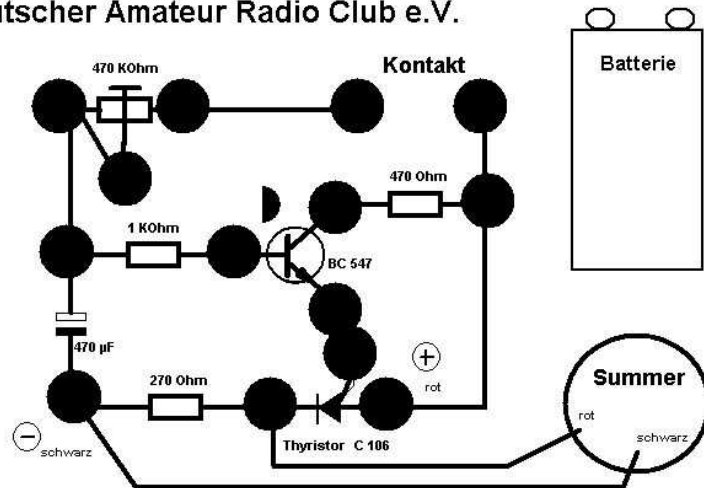 utscher Amateur Radio Club e.V.
470 KOhm
Kontakt
Batterie
470 Ohm
1 KOhm
BC 547
470 µF
+
rot
270 Ohm
Summer
rot
schwarz
−
schwarz
Thyristor C 106